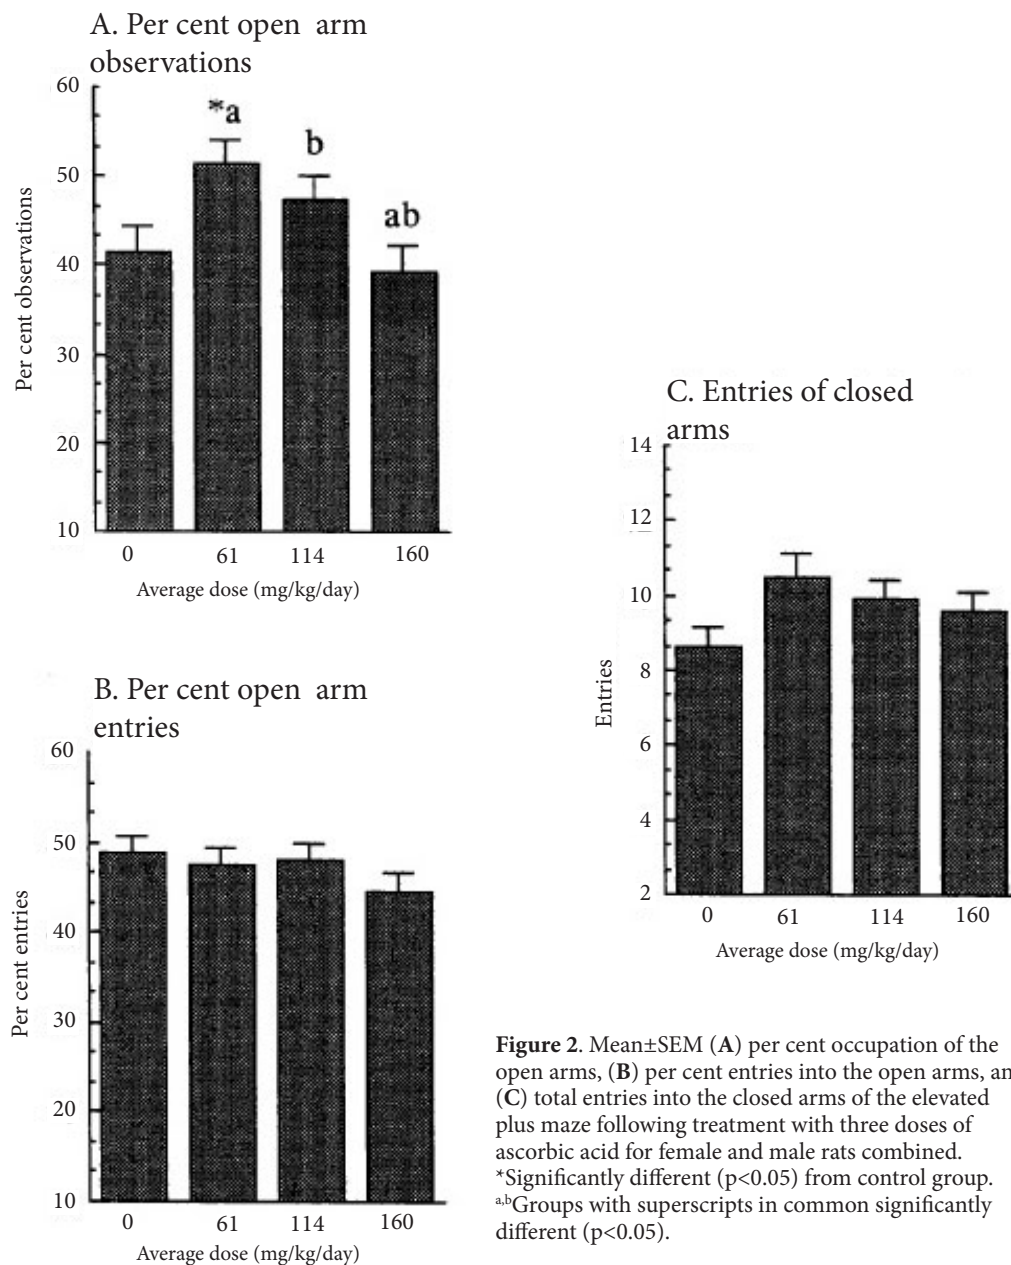 A. Per cent open arm
observations
60
50
40
30
20
10
Per cent observations
*a
b
ab
0 61 114 160
Average dose (mg/kg/day)
B. Per cent open arm
entries
60
50
40
30
20
10
Per cent entries
0 61 114 160
Average dose (mg/kg/day)
C. Entries of closed
arms
14
12
10
8
6
4
2
Entries
0 61 114 160
Average dose (mg/kg/day)
Figure 2. Mean±SEM (A) per cent occupation of the
open arms, (B) per cent entries into the open arms, an
(C) total entries into the closed arms of the elevated
plus maze following treatment with three doses of
ascorbic acid for female and male rats combined.
*Significantly different (p<0.05) from control group.
a,bGroups with superscripts in common significantly
different (p<0.05).